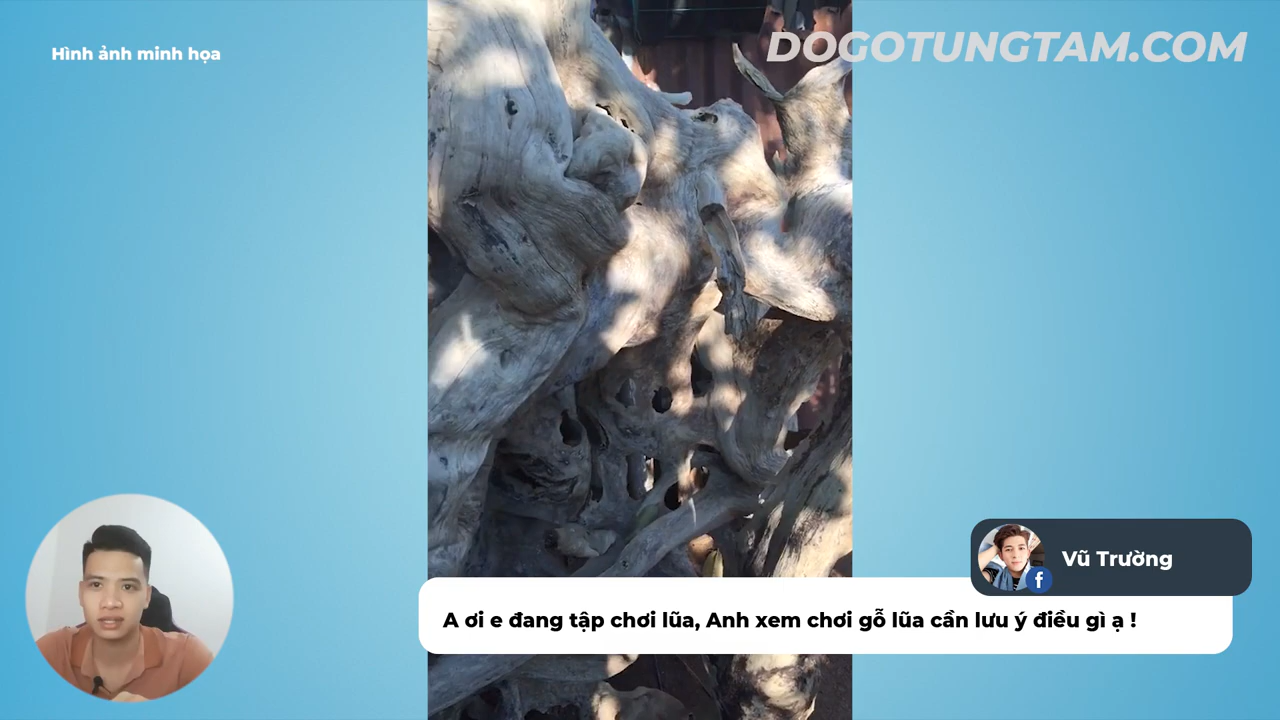 Hình ảnh minh họa
DOGOTUNGTAM.COM
Vũ Trường
A ơi e đang tập chơi lũa, Anh xem chơi gỗ lũa cần lưu ý điều gì ạ !